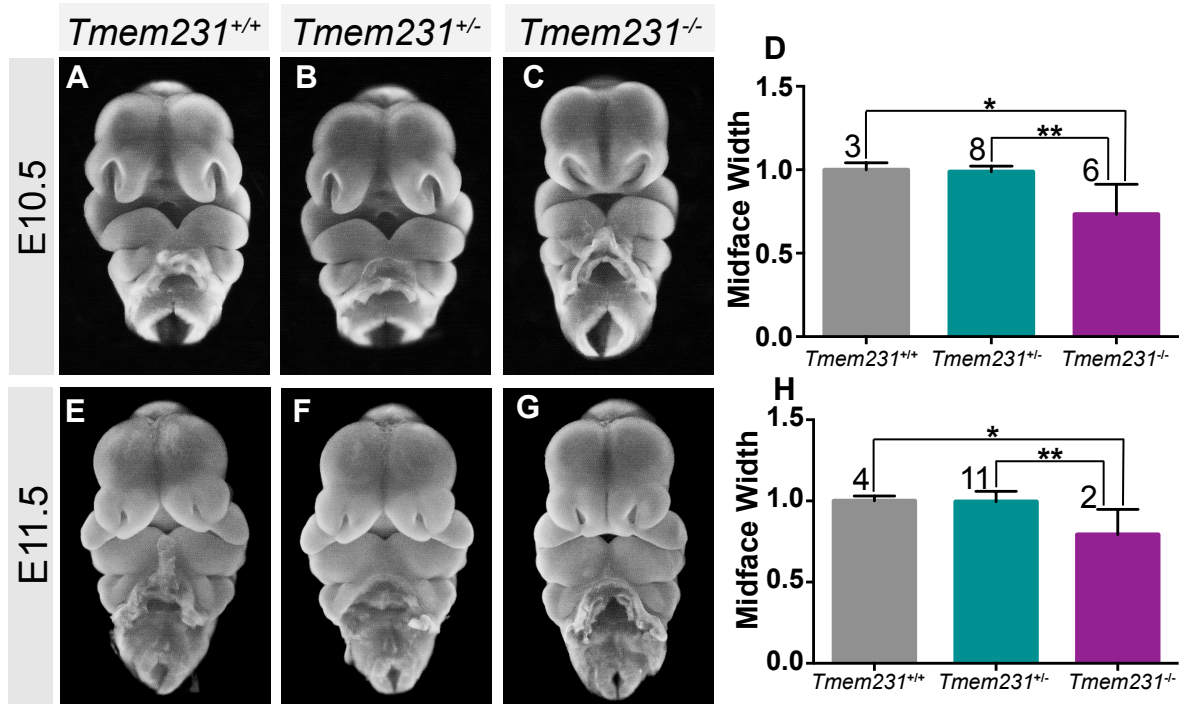 Tmem231+/+ Tmem231+/- Tmem231-/-
E10.5
A
B
C
D
Midface Width
1.5
1.0
0.5
0.0
*
**
3
8
6
Tmem231+/+ Tmem231+/- Tmem231-/-
E11.5
E
F
G
H
Midface Width
1.5
1.0
0.5
0.0
*
**
4
11
2
Tmem231+/+ Tmem231+/- Tmem231-/-